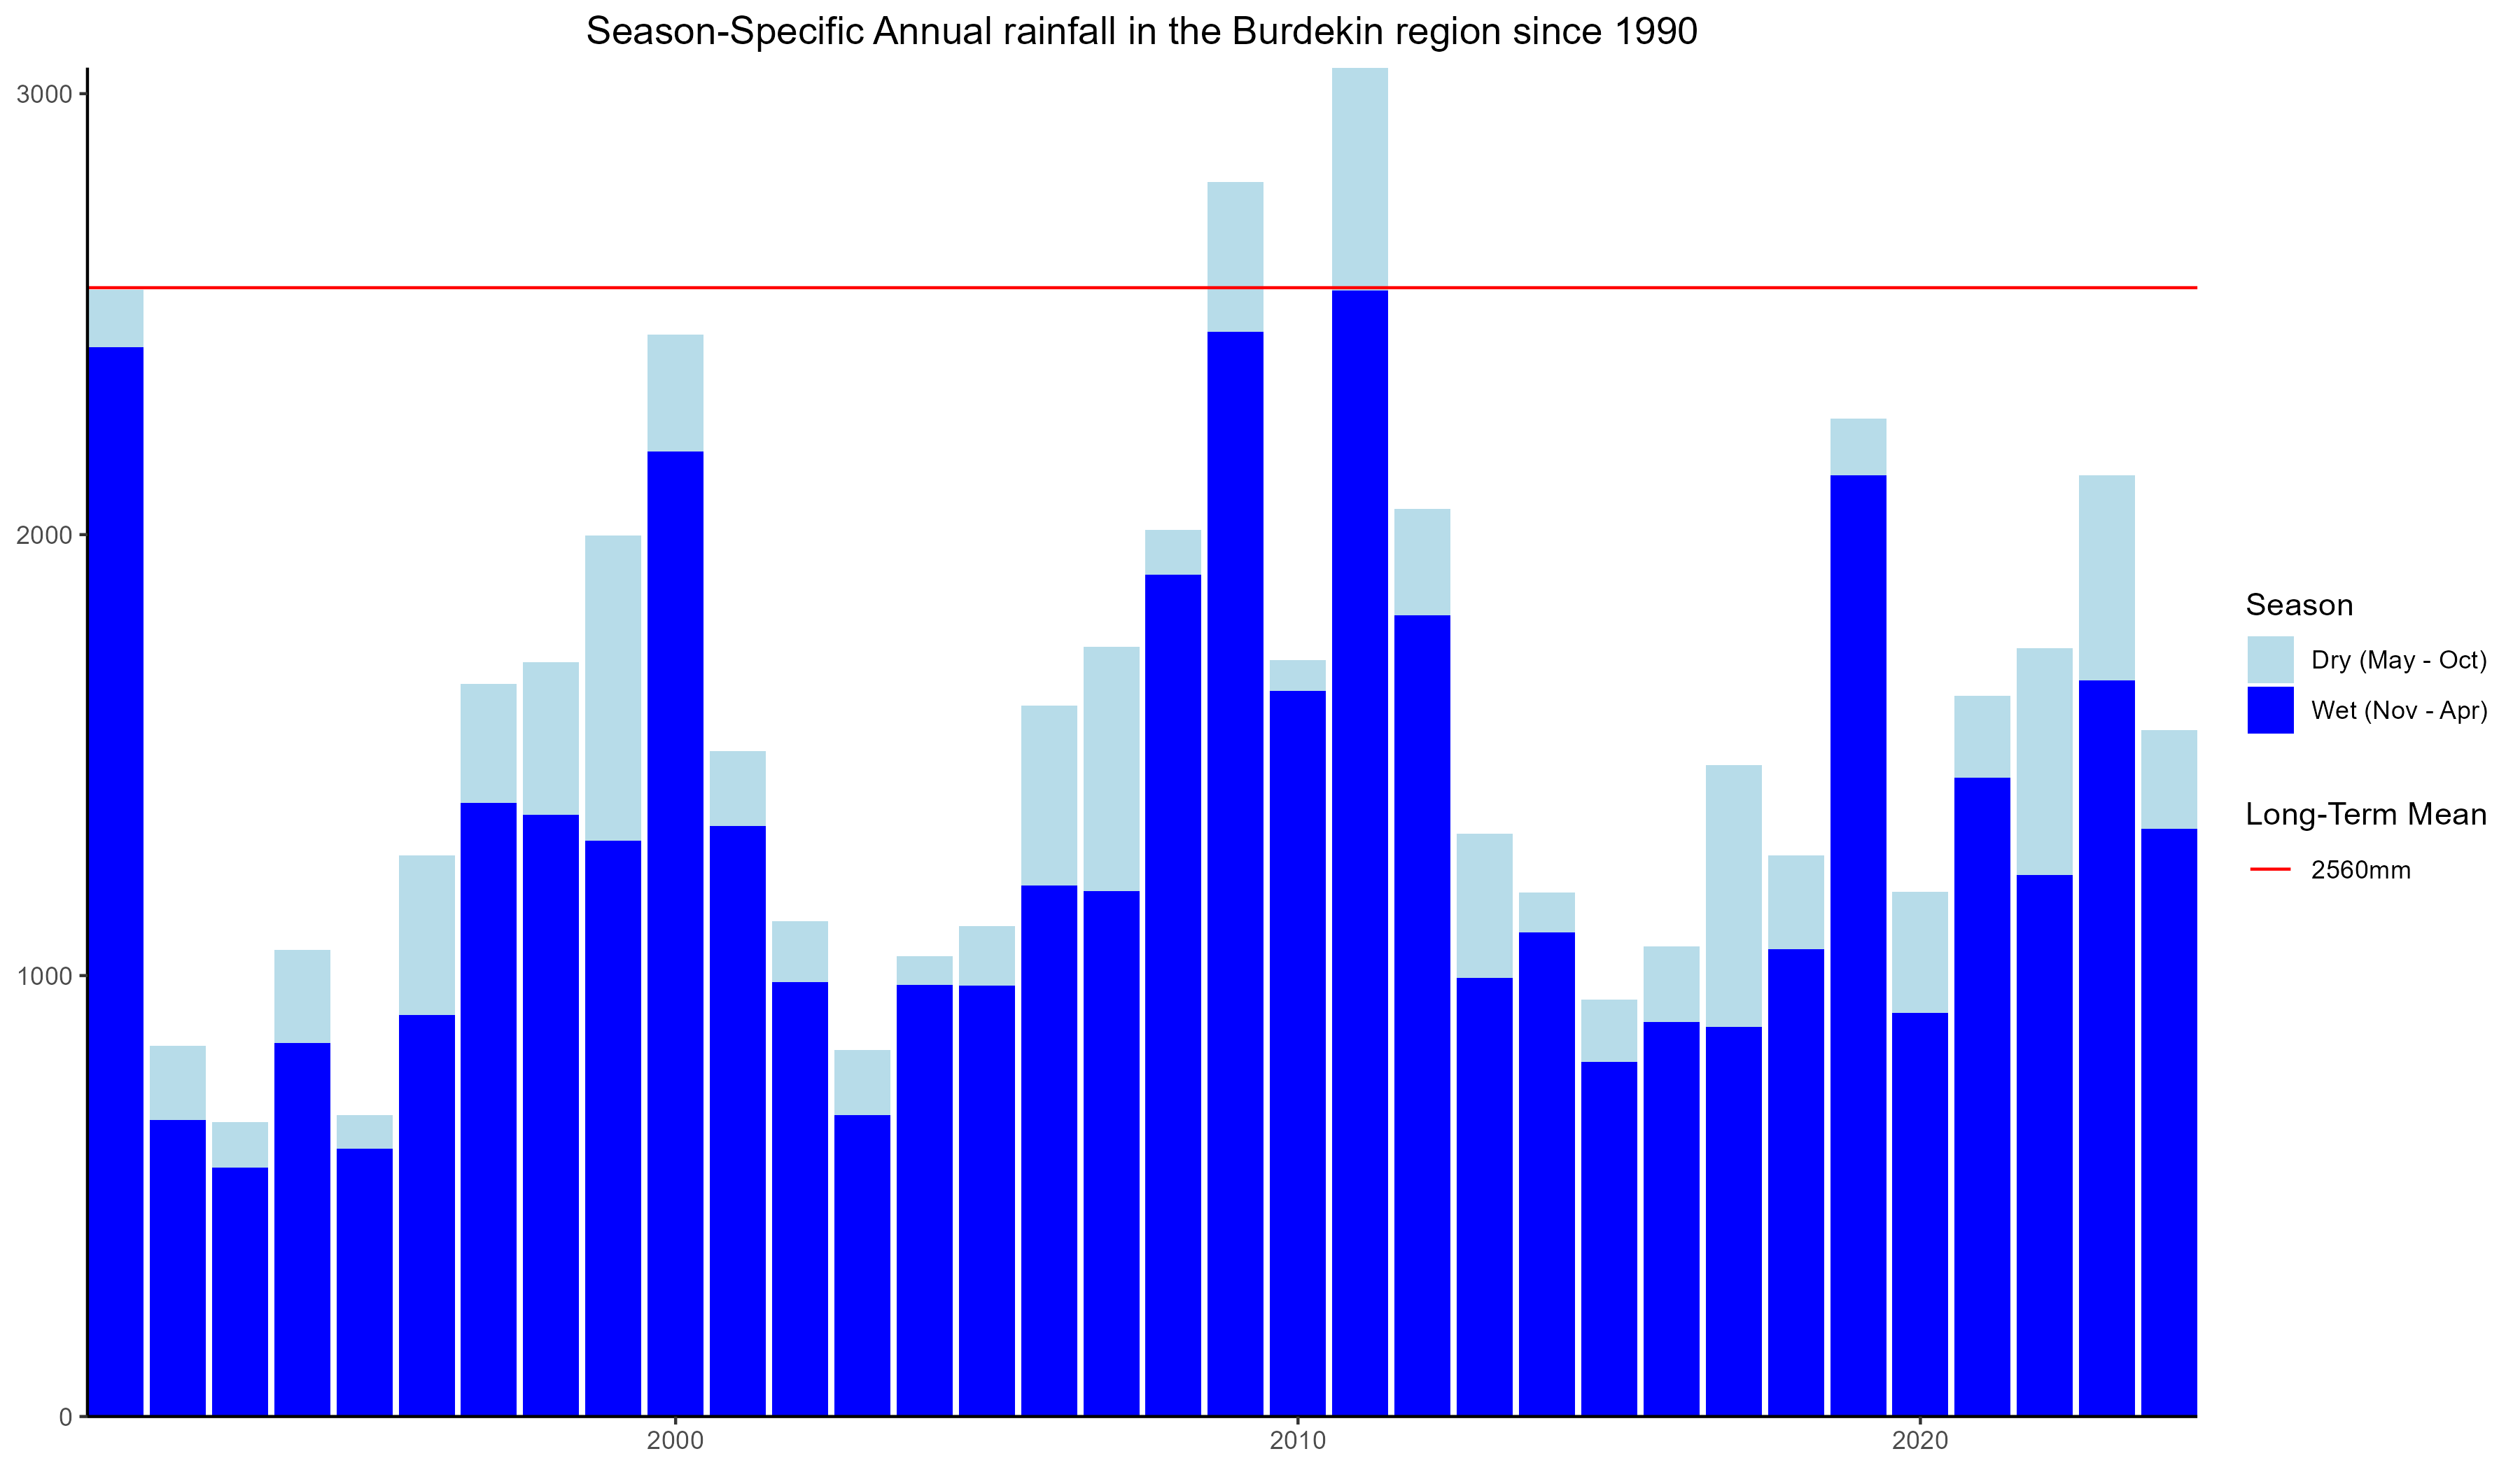 Season-Specific Annual rainfall in the Burdekin region since 1990
3000
2000
1000
0
2000
2010
2020
Season
Dry (May - Oct)
Wet (Nov - Apr)
Long-Term Mean
2560mm